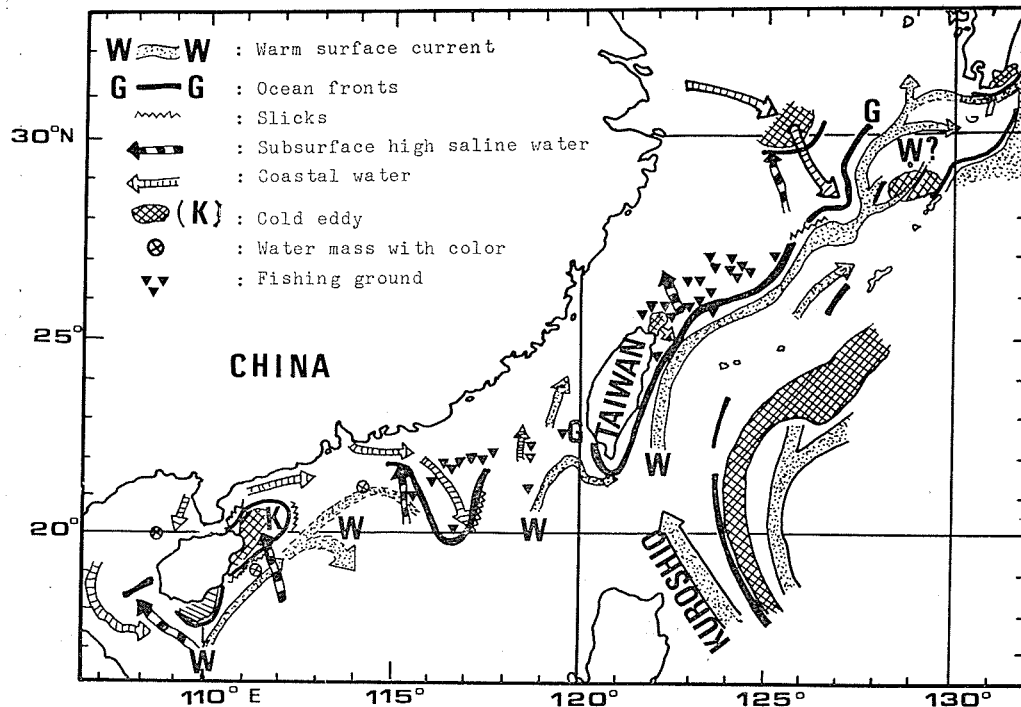 W W : Warm surface current
G G : Ocean fronts
: Slicks
: Subsurface high saline water
: Coastal water
(K) : Cold eddy
: Water mass with color
: Fishing ground
30°N
G
W?
25°
CHINA
TAIWAN
G
W
K
W
W
20°
KUROSHIO
W
110°E
115°
120°
125°
130°